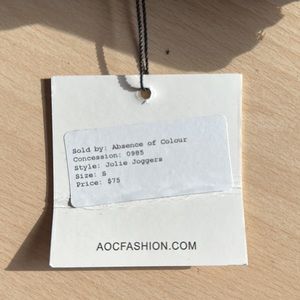 Sold by: Absence of Colour
Concession: 0985
Style: Jolie Joggers
Size: S
Price: $75
AOCFASHION.COM